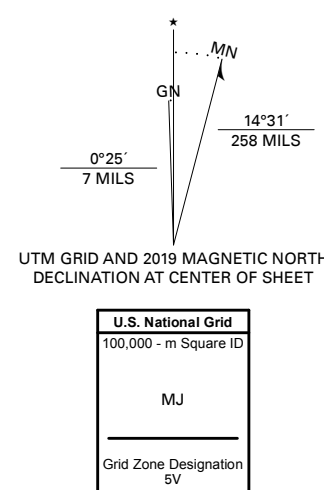 ★
MN
GN
14°31´
258 MILS
0°25´
7 MILS
UTM GRID AND 2019 MAGNETIC NORTH
DECLINATION AT CENTER OF SHEET
U.S. National Grid
100,000 - m Square ID
MJ
Grid Zone Designation
5V